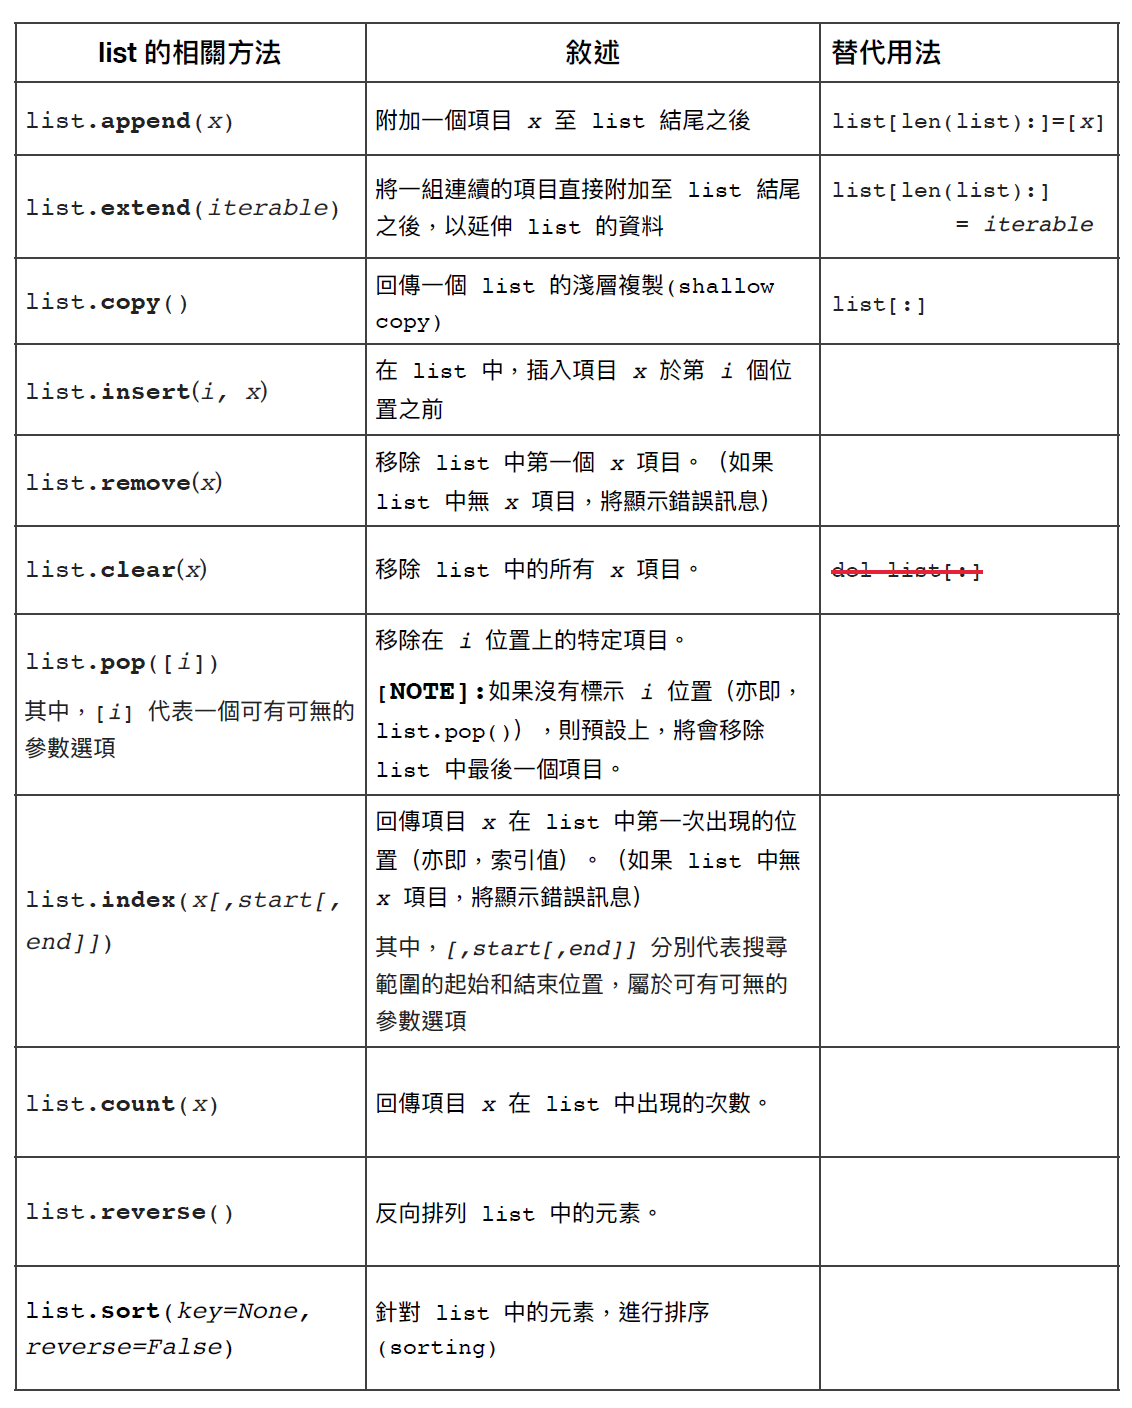 list 的相關方法
敘述
替代用法
list.append(x)
附加一個項目 x 至 list 結尾之後
list[len(list):]=[x]
list.extend(iterable)
將一組連續的項目直接附加至 list 結尾
之後，以延伸 list 的資料
list[len(list):]
= iterable
list.copy()
回傳一個 list 的淺層複製(shallow
copy)
list[:]
list.insert(i, x)
在 list 中，插入項目 x 於第 i 個位
置之前
list.remove(x)
移除 list 中第一個 x 項目。（如果
list 中無 x 項目，將顯示錯誤訊息）
list.clear(x)
移除 list 中的所有 x 項目。
del list[:]
list.pop([i])
其中，[i] 代表一個可有可無的
參數選項
移除在 i 位置上的特定項目。
[NOTE]:如果沒有標示 i 位置（亦即，
list.pop()），則預設上，將會移除
list 中最後一個項目。
list.index(x[,start[,
end]])
回傳項目 x 在 list 中第一次出現的位
置（亦即，索引值）。（如果 list 中無
x 項目，將顯示錯誤訊息）
其中，[,start[,end]] 分別代表搜尋
範圍的起始和結束位置，屬於可有可無的
參數選項
list.count(x)
回傳項目 x 在 list 中出現的次數。
list.reverse()
反向排列 list 中的元素。
list.sort(key=None,
reverse=False)
針對 list 中的元素，進行排序
(sorting)